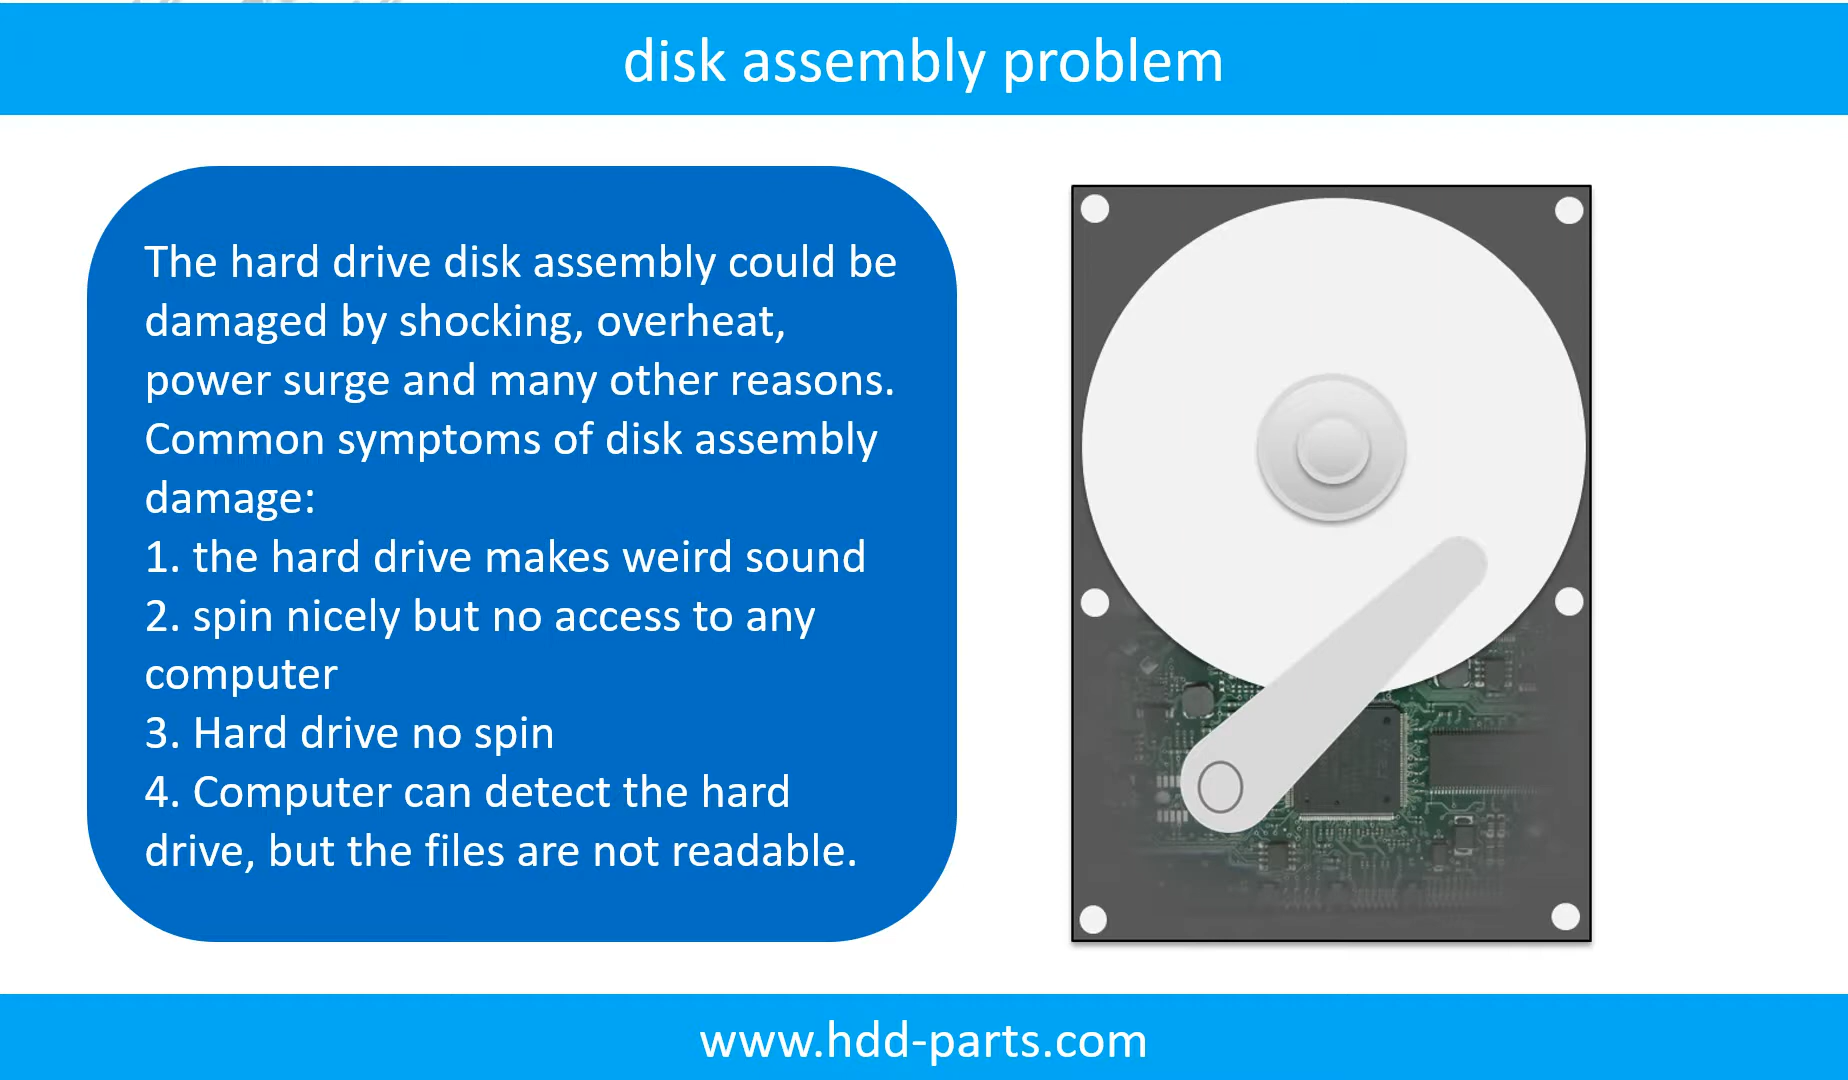 disk assembly problem
The hard drive disk assembly could be
damaged by shocking, overheat,
power surge and many other reasons.
Common symptoms of disk assembly
damage:
1. the hard drive makes weird sound
2. spin nicely but no access to any
computer
3. Hard drive no spin
4. Computer can detect the hard
drive, but the files are not readable.
www.hdd-parts.com